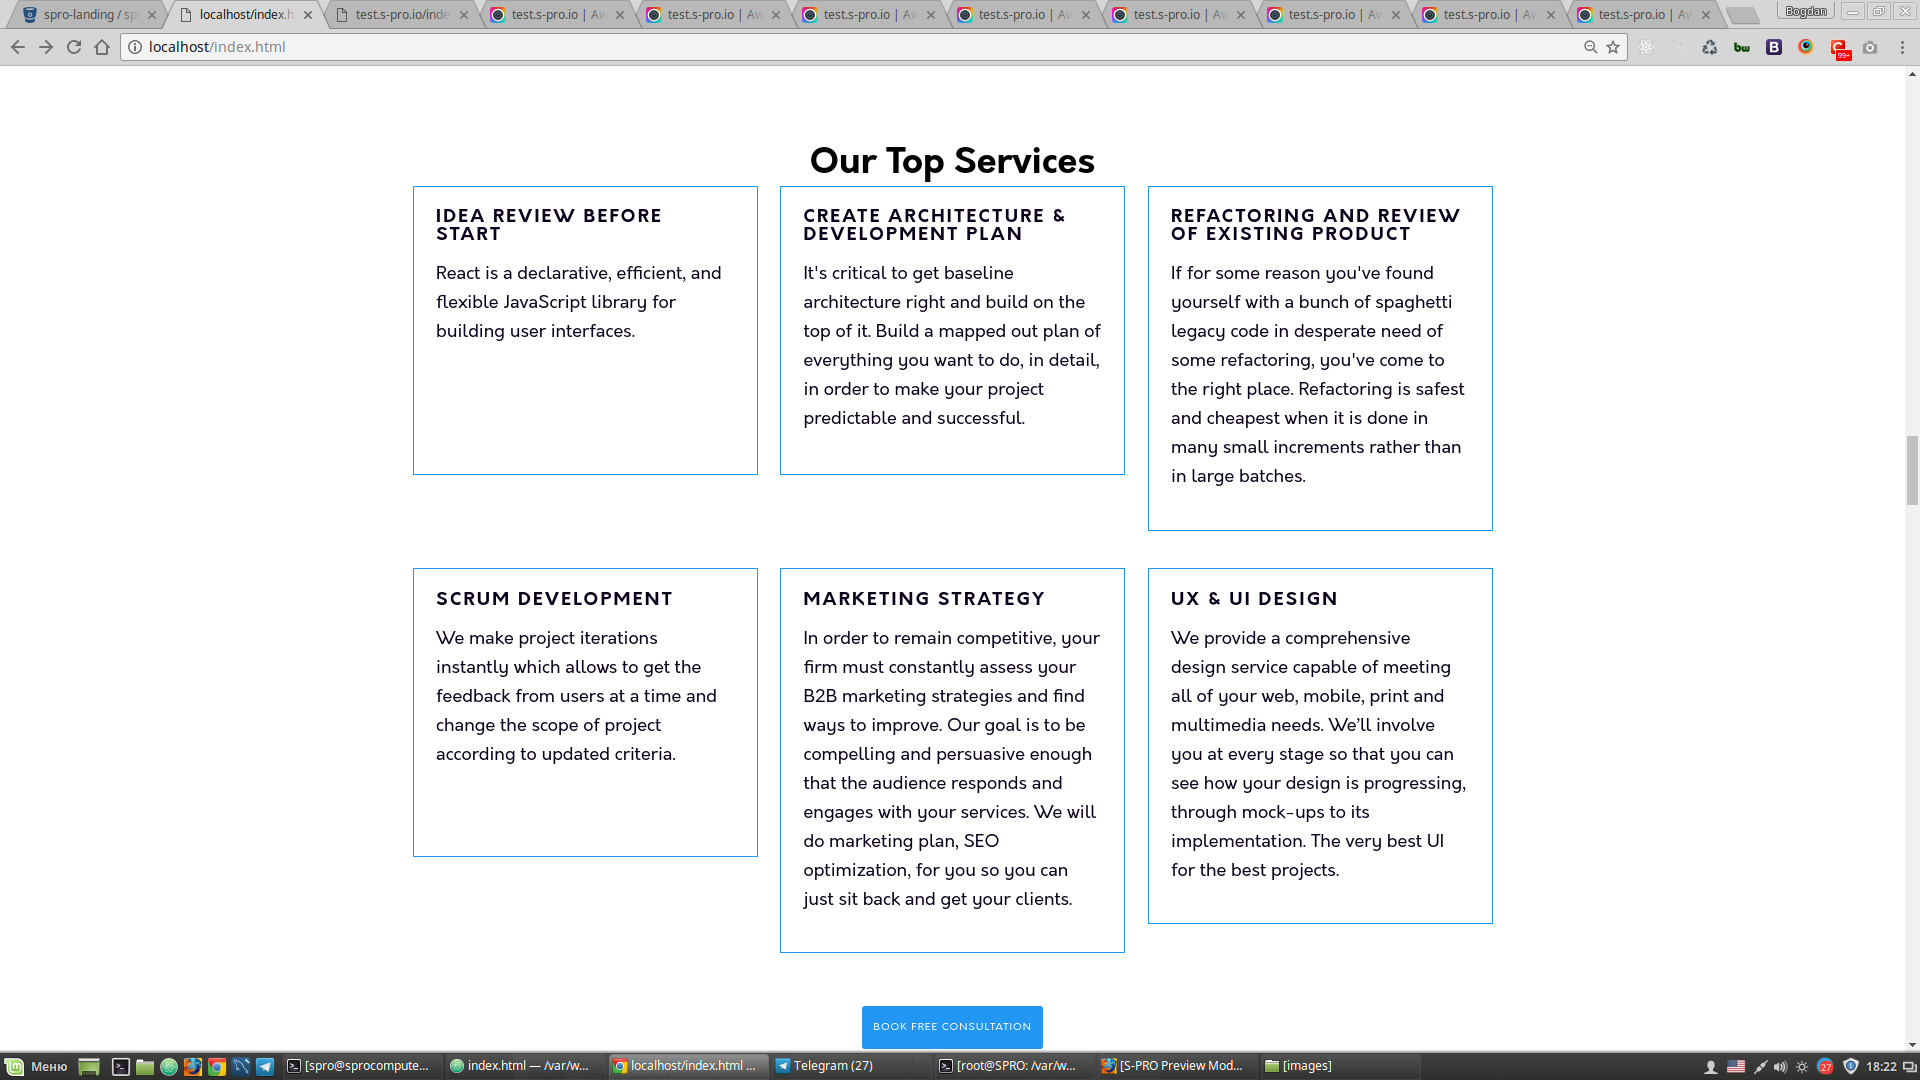 spro-landing / sp
localhost/index.h
test.s-pro.io/inde
test.s-pro.io | Aw
test.s-pro.io | Aw
test.s-pro.io | Aw
test.s-pro.io | Aw
test.s-pro.io | Aw
test.s-pro.io | Aw
test.s-pro.io | Aw
test.s-pro.io | Aw
Bogdan
localhost/index.html
bw
B
99+
Our Top Services
IDEA REVIEW BEFORE
START
React is a declarative, efficient, and
flexible JavaScript library for
building user interfaces.
CREATE ARCHITECTURE &
DEVELOPMENT PLAN
It's critical to get baseline
architecture right and build on the
top of it. Build a mapped out plan of
everything you want to do, in detail,
in order to make your project
predictable and successful.
REFACTORING AND REVIEW
OF EXISTING PRODUCT
If for some reason you've found
yourself with a bunch of spaghetti
legacy code in desperate need of
some refactoring, you've come to
the right place. Refactoring is safest
and cheapest when it is done in
many small increments rather than
in large batches.
SCRUM DEVELOPMENT
We make project iterations
instantly which allows to get the
feedback from users at a time and
change the scope of project
according to updated criteria.
MARKETING STRATEGY
In order to remain competitive, your
firm must constantly assess your
B2B marketing strategies and find
ways to improve. Our goal is to be
compelling and persuasive enough
that the audience responds and
engages with your services. We will
do marketing plan, SEO
optimization, for you so you can
just sit back and get your clients.
UX & UI DESIGN
We provide a comprehensive
design service capable of meeting
all of your web, mobile, print and
multimedia needs. We’ll involve
you at every stage so that you can
see how your design is progressing,
through mock-ups to its
implementation. The very best UI
for the best projects.
BOOK FREE CONSULTATION
Меню
[spro@sprocompute...
index.html — /var/w...
localhost/index.html ...
Telegram (27)
[root@SPRO: /var/w...
[S-PRO Preview Mod...
[images]
27
18:22